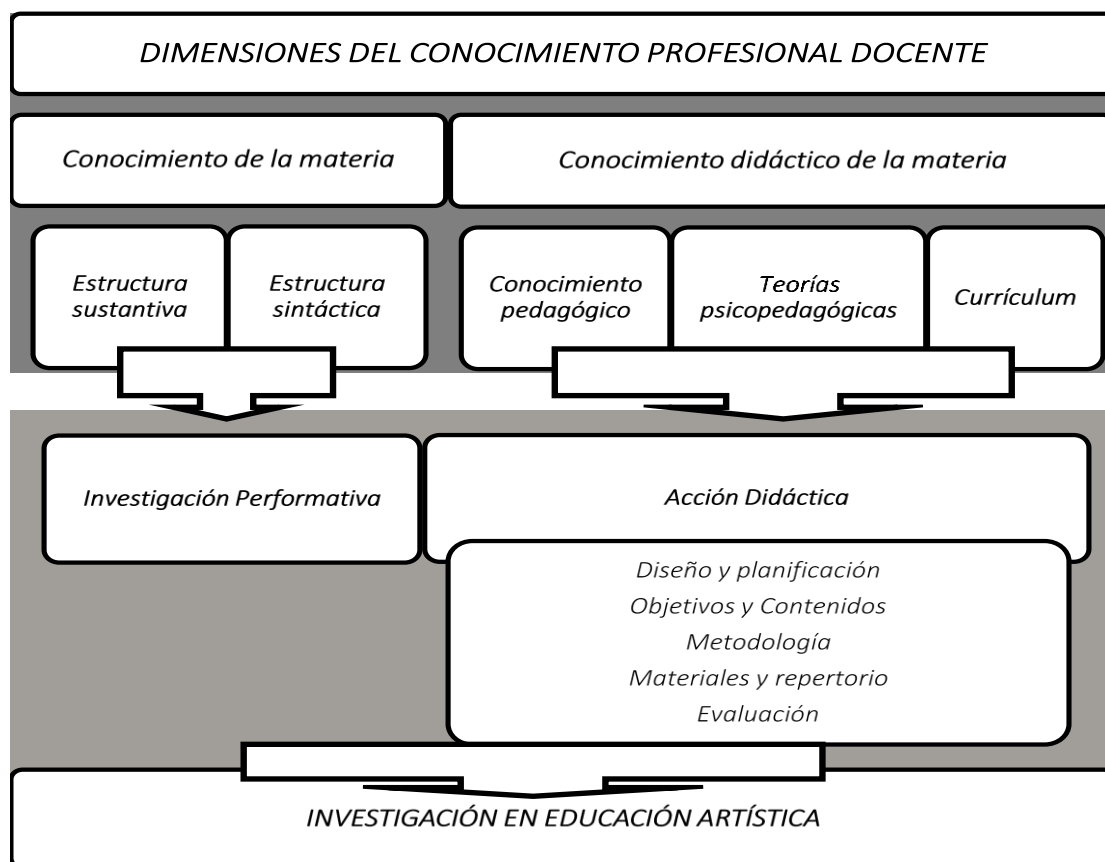 DIMENSIONES DEL CONOCIMIENTO PROFESIONAL DOCENTE
Conocimiento de la materia
Conocimiento didáctico de la materia
Estructura
sustantiva
Estructura
sintáctica
Conocimiento
pedagógico
Teorías
psicopedagógicas
Currículum
Investigación Performativa
Acción Didáctica
Diseño y planificación
Objetivos y Contenidos
Metodología
Materiales y repertorio
Evaluación
INVESTIGACIÓN EN EDUCACIÓN ARTÍSTICA